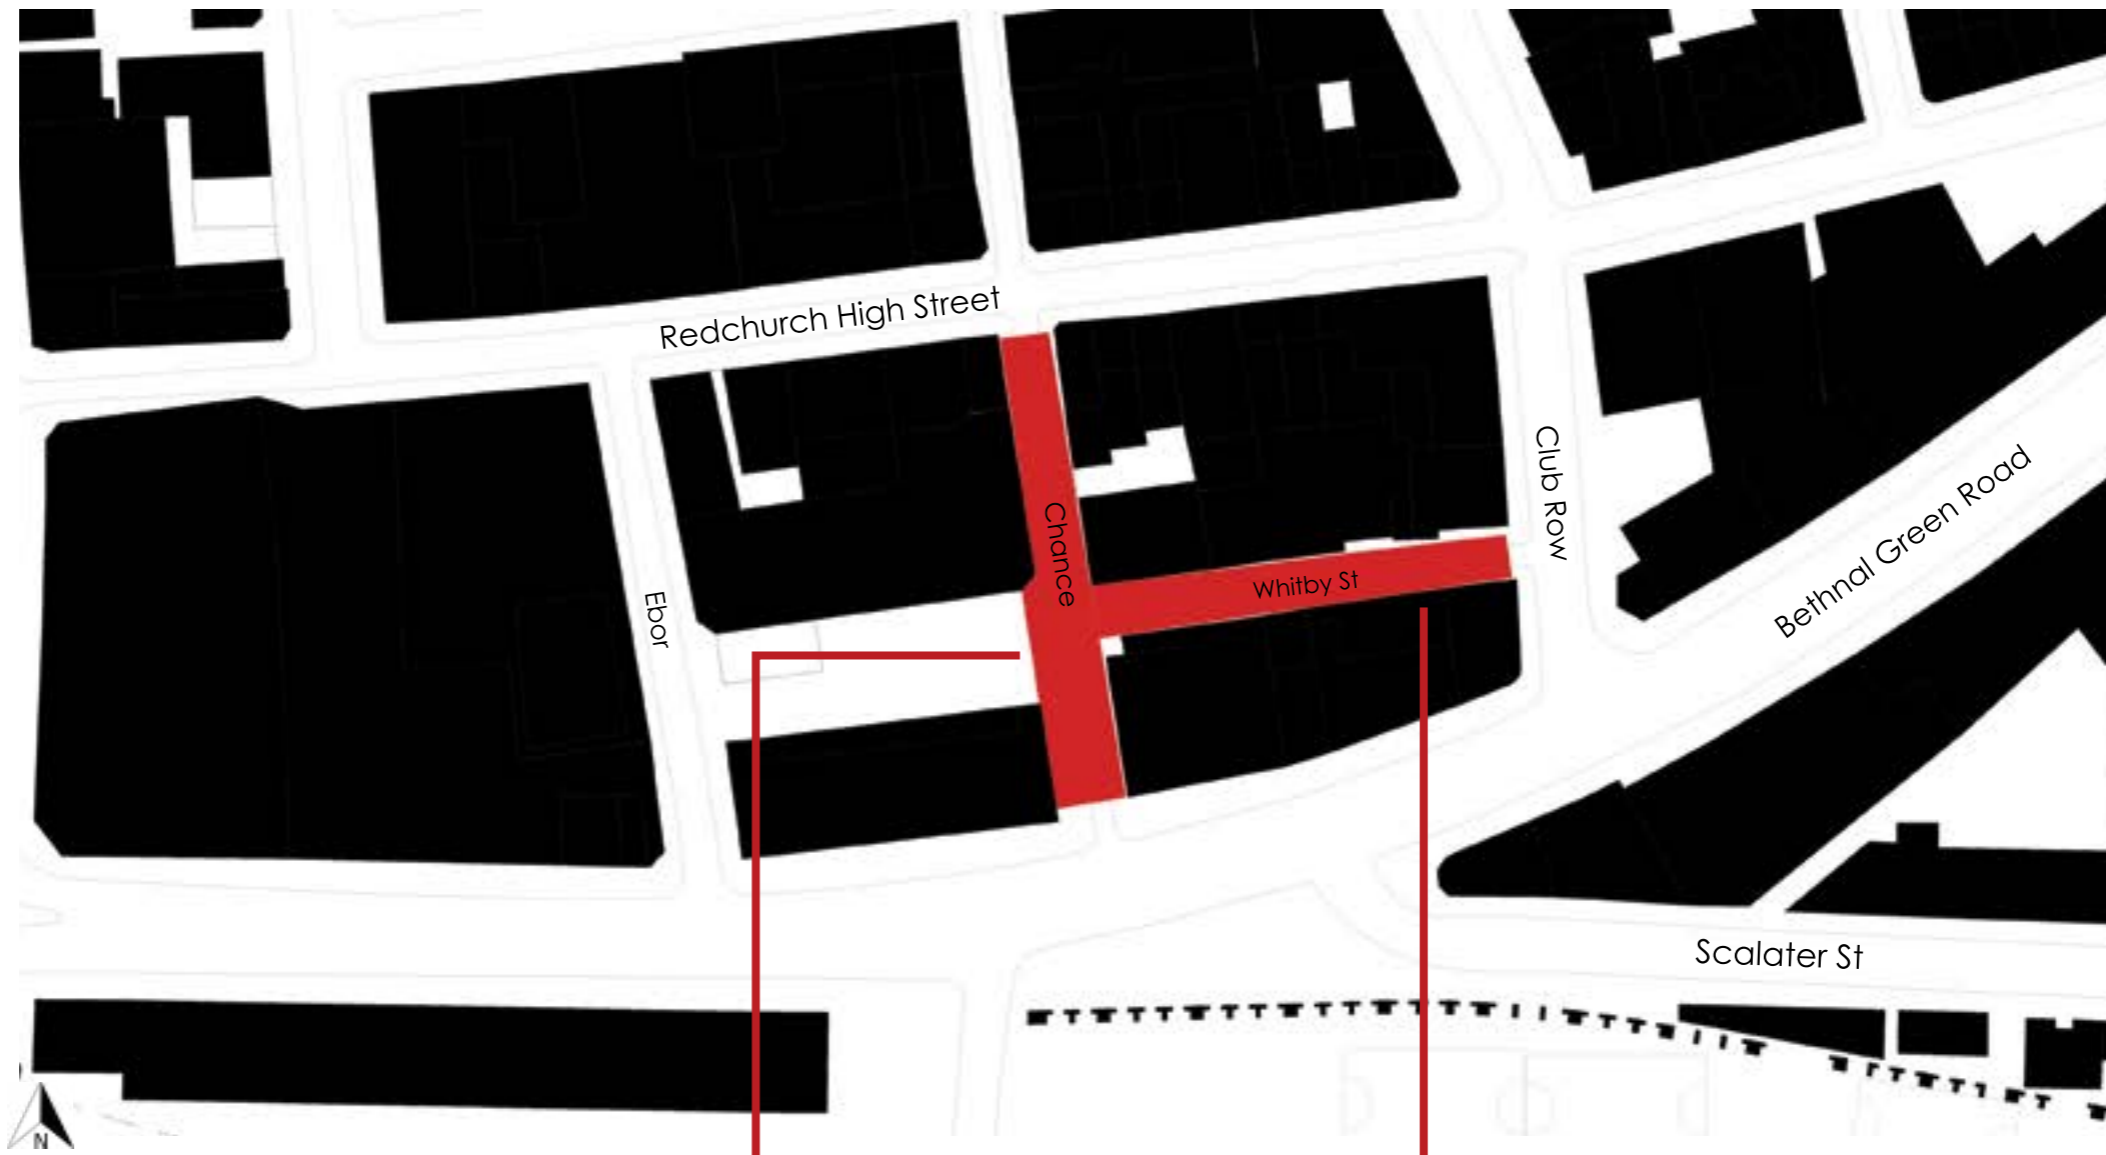 Redchurch High Street
Chance
Club Row
Whitby St
Ebor
Bethnal Green Road
Scalater St
N